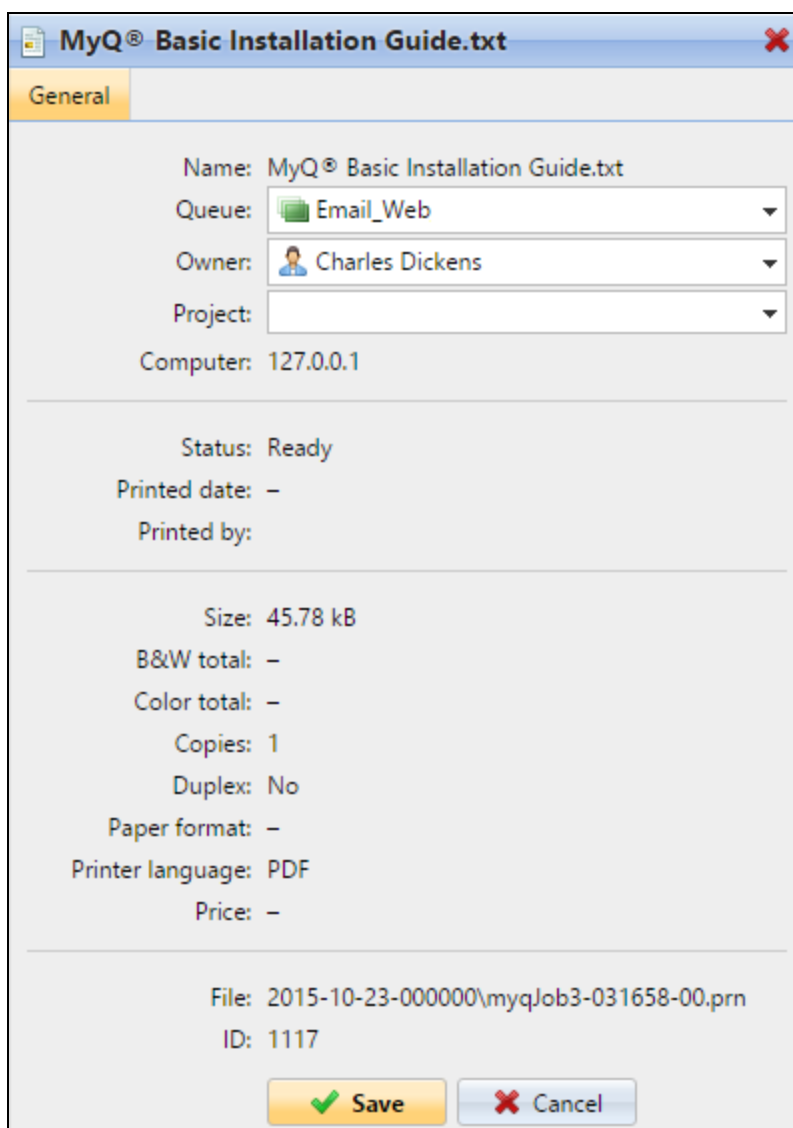 MyQ® Basic Installation Guide.txt
General
Name: MyQ® Basic Installation Guide.txt
Queue: Email_Web
Owner: Charles Dickens
Project:
Computer: 127.0.0.1
Status: Ready
Printed date: –
Printed by:
Size: 45.78 kB
B&W total: –
Color total: –
Copies: 1
Duplex: No
Paper format: –
Printer language: PDF
Price: –
File: 2015-10-23-000000\myqJob3-031658-00.prn
ID: 1117
Save Cancel